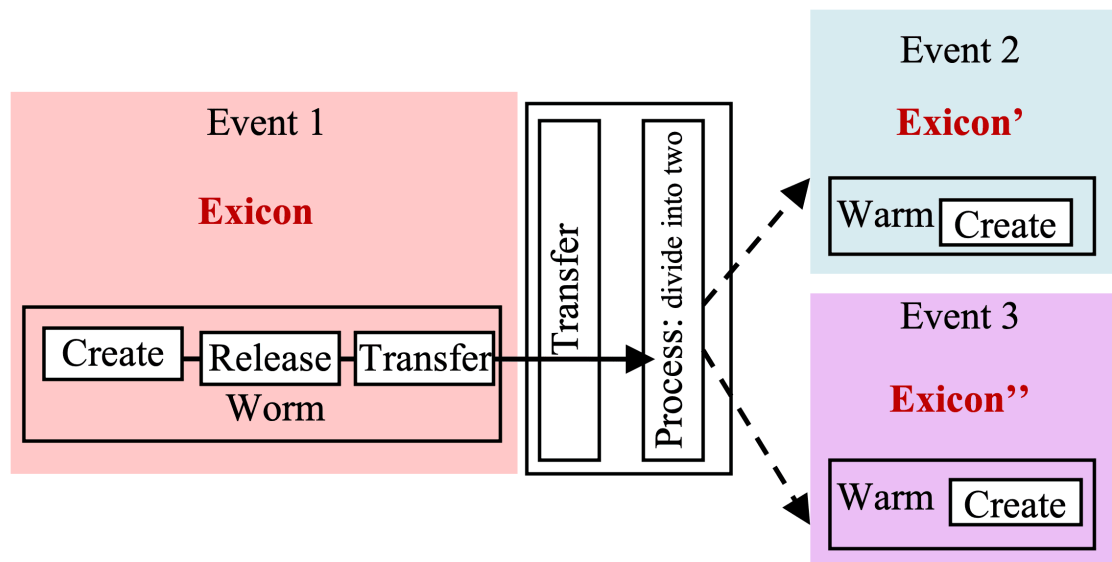 Event 1
Exicon
Create
Release
Transfer
Worm
Transfer
Process: divide into two
Event 2
Exicon’
Warm
Create
Event 3
Exicon’’
Warm
Create